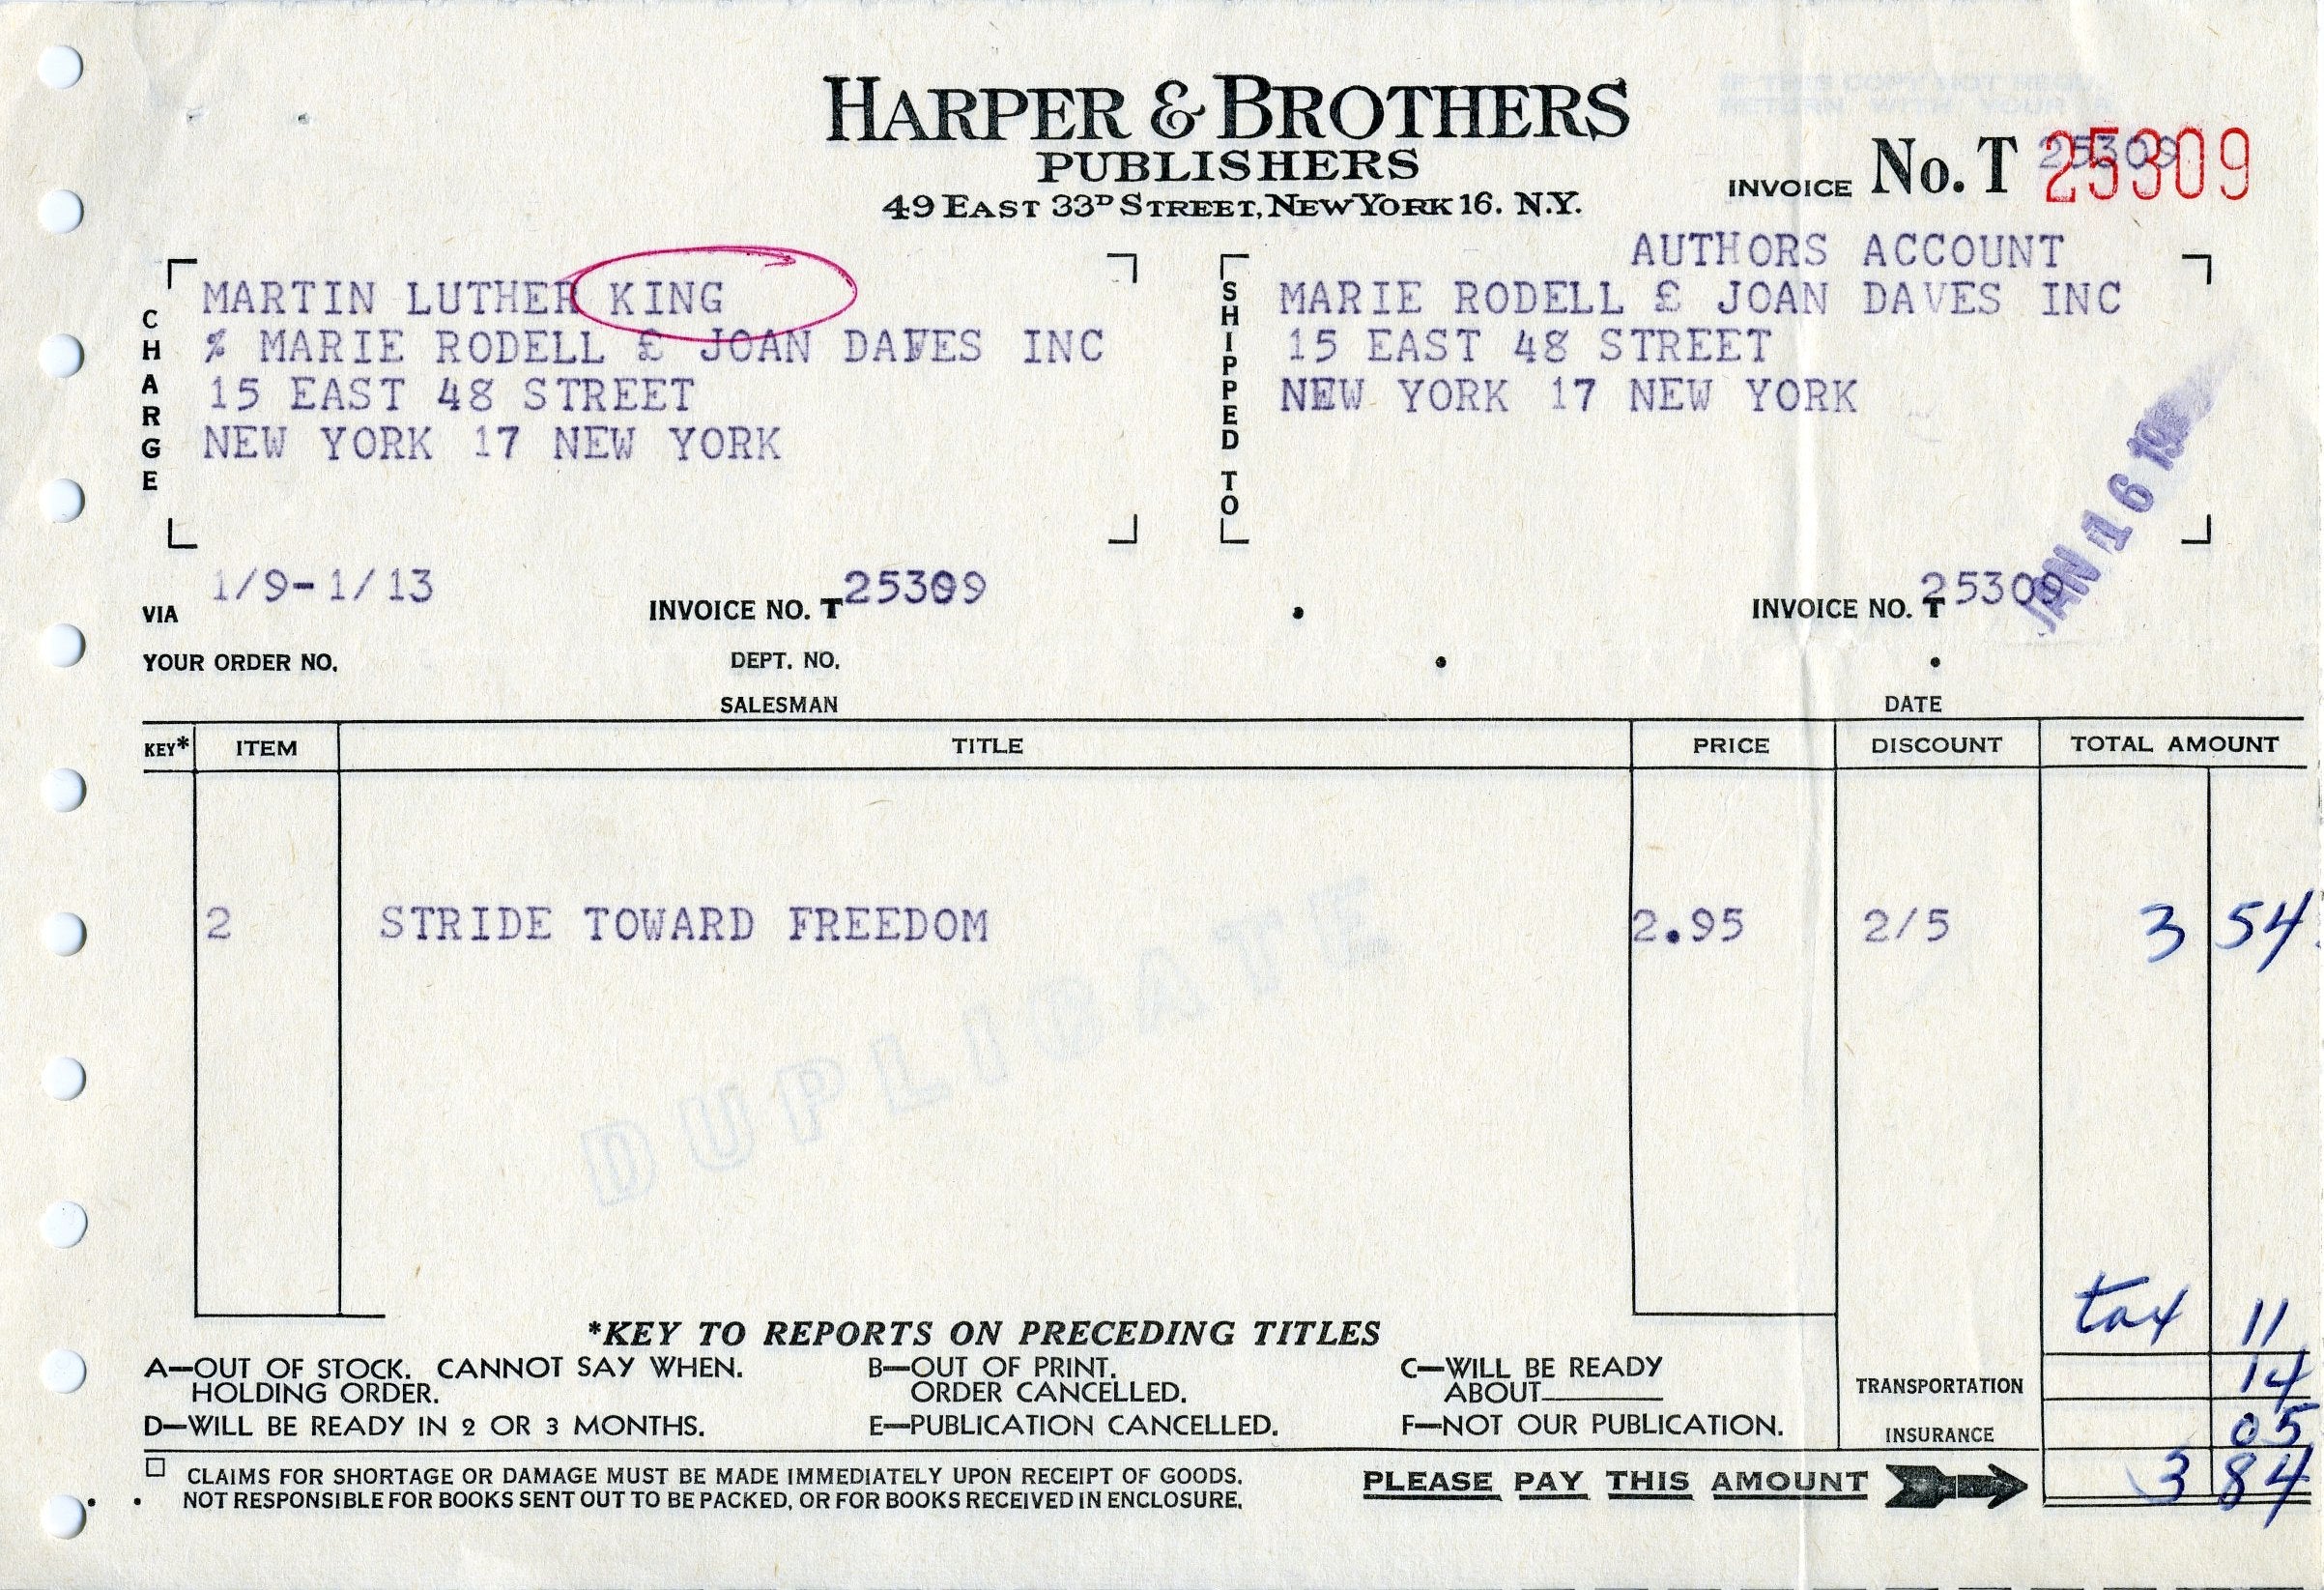 HARPER & BROTHERS
PUBLISHERS
49 EAST 33D STREET, NEW YORK 16. N.Y.
INVOICE No. T 25309
25309
AUTHORS ACCOUNT
CHARGE
MARTIN LUTHER KING
% MARIE RODELL £ JOAN DAVES INC
15 EAST 48 STREET
NEW YORK 17 NEW YORK
SHIPPED TO
MARIE RODELL £ JOAN DAVES INC
15 EAST 48 STREET
NEW YORK 17 NEW YORK
JAN 16 19
VIA 1/9-1/13 INVOICE NO. T 25309 INVOICE NO. T 25309
YOUR ORDER NO. DEPT. NO.
SALESMAN DATE
KEY* ITEM TITLE PRICE DISCOUNT TOTAL AMOUNT
2 STRIDE TOWARD FREEDOM 2.95 2/5 3 54
DUPLICATE
tax 11
*KEY TO REPORTS ON PRECEDING TITLES
A—OUT OF STOCK. CANNOT SAY WHEN. HOLDING ORDER.
B—OUT OF PRINT. ORDER CANCELLED.
C—WILL BE READY ABOUT
TRANSPORTATION 14
D—WILL BE READY IN 2 OR 3 MONTHS. E—PUBLICATION CANCELLED. F—NOT OUR PUBLICATION.
INSURANCE 05
CLAIMS FOR SHORTAGE OR DAMAGE MUST BE MADE IMMEDIATELY UPON RECEIPT OF GOODS.
NOT RESPONSIBLE FOR BOOKS SENT OUT TO BE PACKED, OR FOR BOOKS RECEIVED IN ENCLOSURE.
PLEASE PAY THIS AMOUNT 3 84